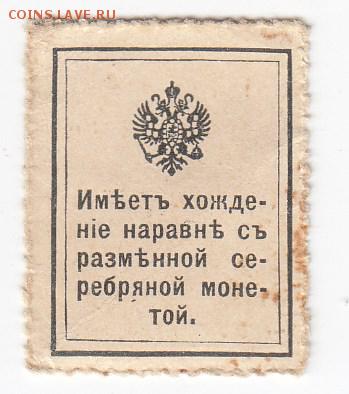 COINS.LAVE.RU
Имѣетъ хожде-
ніе наравнѣ съ
размѣнной се-
ребряной моне-
той.